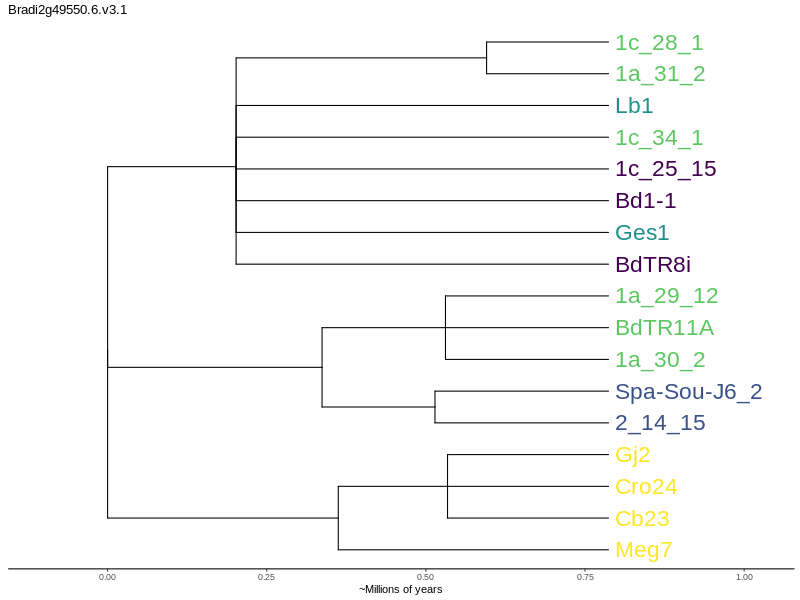 Bradi2g49550.6.v3.1
1c_28_1
1a_31_2
Lb1
1c_34_1
1c_25_15
Bd1-1
Ges1
BdTR8i
1a_29_12
BdTR11A
1a_30_2
Spa-Sou-J6_2
2_14_15
Gj2
Cro24
Cb23
Meg7
0.00 0.25 0.50 0.75 1.00
~Millions of years